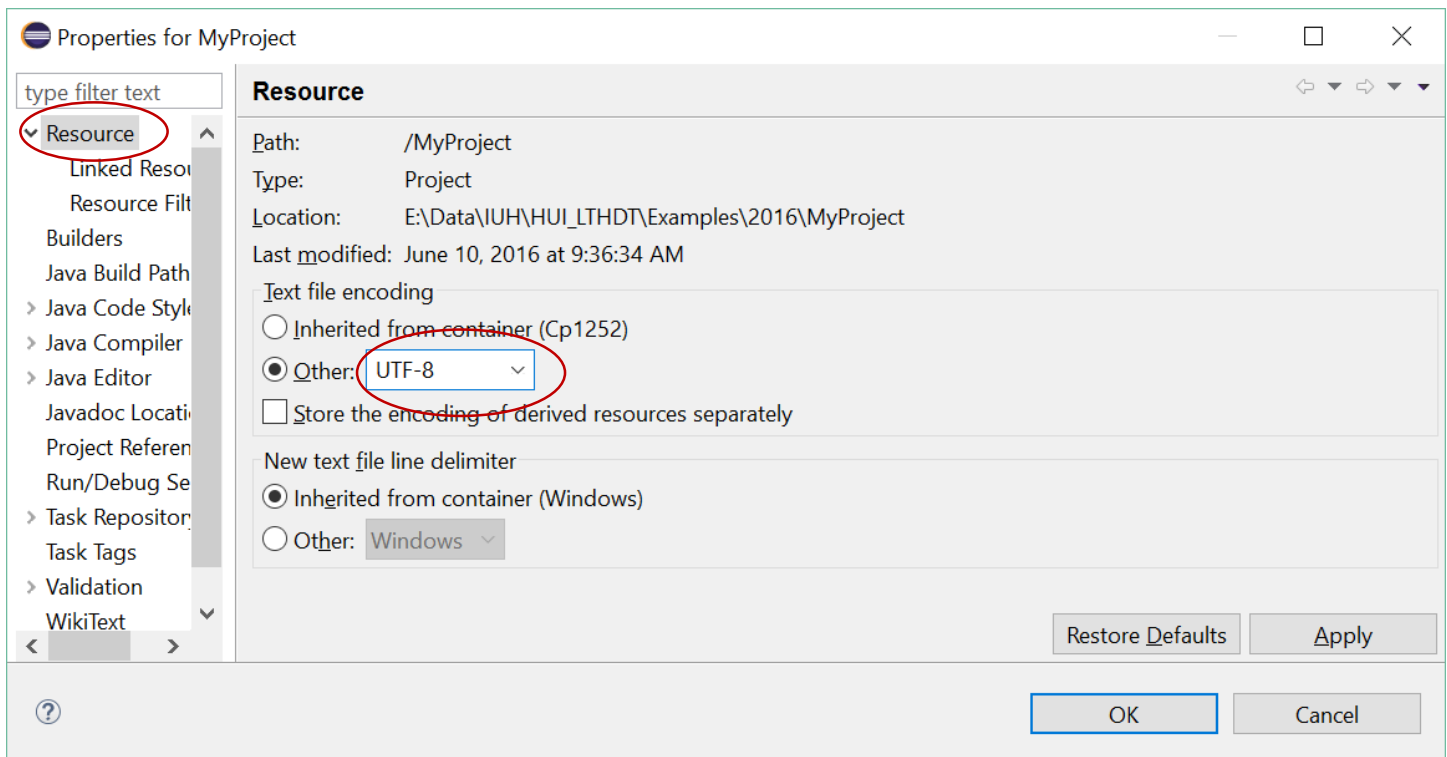 Properties for MyProject
type filter text
Resource
Linked Resou
Resource Filt
Builders
Java Build Path
Java Code Style
Java Compiler
Java Editor
Javadoc Locati
Project Referen
Run/Debug Se
Task Repository
Task Tags
Validation
WikiText
Resource
Path: /MyProject
Type: Project
Location: E:\Data\IUH\HUI_LTHDT\Examples\2016\MyProject
Last modified: June 10, 2016 at 9:36:34 AM
Text file encoding
Inherited from container (Cp1252)
Other: UTF-8
Store the encoding of derived resources separately
New text file line delimiter
Inherited from container (Windows)
Other: Windows
Restore Defaults Apply
OK Cancel